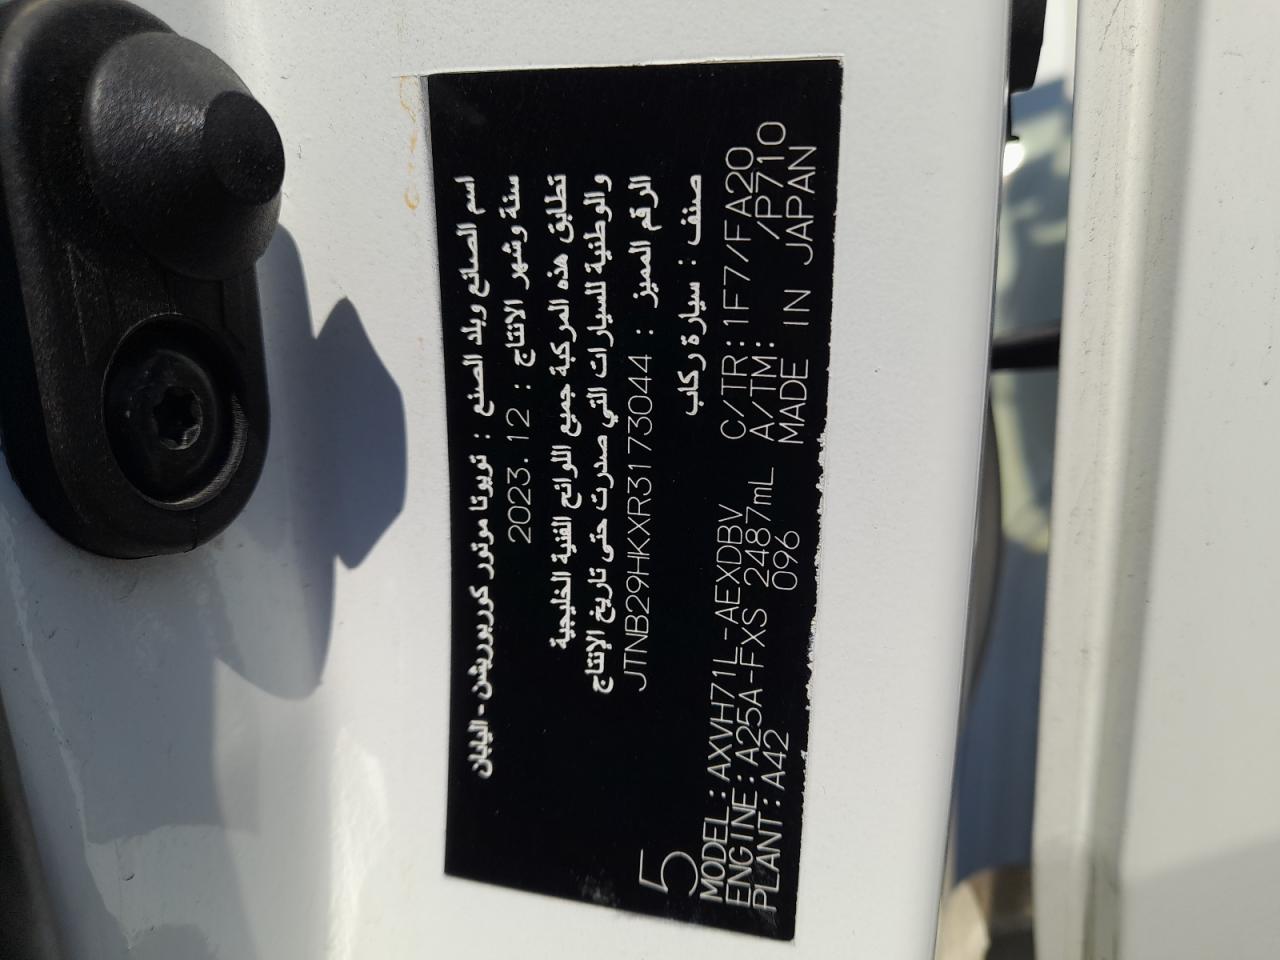 اسم الصانع وبلد الصنع : تويوتا موتور كوربوريشن - اليابان
سنة وشهر الانتاج : 2023.12
تطابق هذه المركبة جميع اللوائح الفنية الخليجية
والوطنية للسيارات التي صدرت حتى تاريخ الإنتاج
الرقم المميز : JTNB29HKXR3173044
صنف : سيارة ركاب
5
MODEL:AXVH71L-AEXDBV C/TR:1F7/FA20
ENGINE:A25A-FXS 2487mL A/TM: /P710
PLANT:A42 096 MADE IN JAPAN